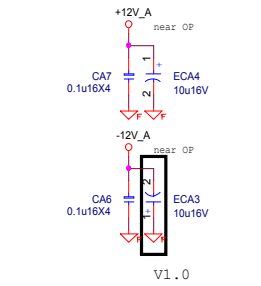 +12V_A
near OP
1
+
CA7
ECA4
0.1u16X4
10u16V
2
F
F
-12V_A
near OP
2
CA6
ECA3
0.1u16X4
10u16V
1
+
F
F
V1.0